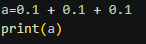 a=0.1 + 0.1 + 0.1
print(a)